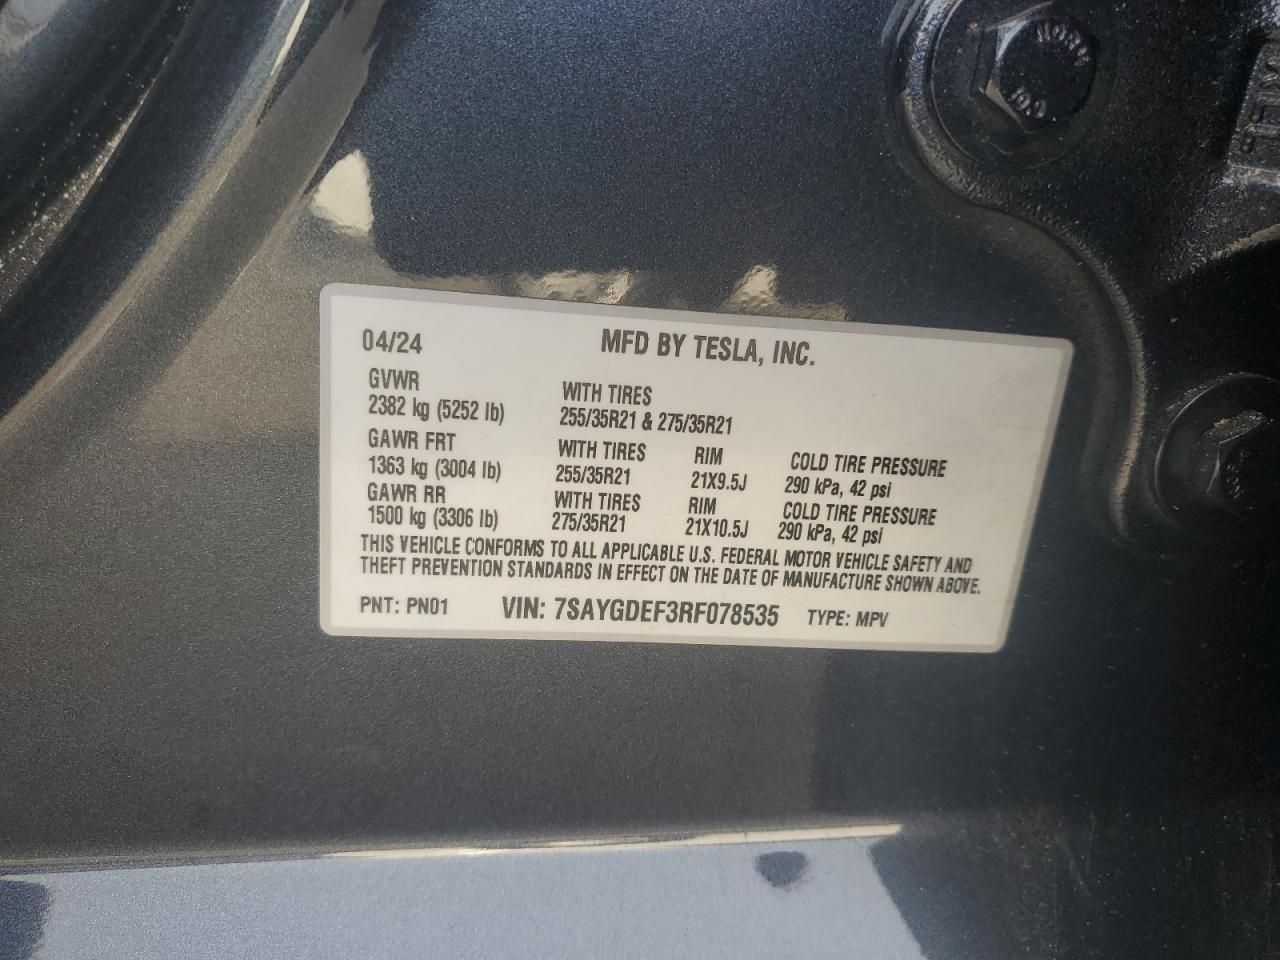 04/24 MFD BY TESLA, INC.
GVWR WITH TIRES
2382 kg (5252 lb) 255/35R21 & 275/35R21
GAWR FRT WITH TIRES RIM COLD TIRE PRESSURE
1363 kg (3004 lb) 255/35R21 21X9.5J 290 kPa, 42 psi
GAWR RR WITH TIRES RIM COLD TIRE PRESSURE
1500 kg (3306 lb) 275/35R21 21X10.5J 290 kPa, 42 psi
THIS VEHICLE CONFORMS TO ALL APPLICABLE U.S. FEDERAL MOTOR VEHICLE SAFETY AND
THEFT PREVENTION STANDARDS IN EFFECT ON THE DATE OF MANUFACTURE SHOWN ABOVE.
PNT: PN01 VIN: 7SAYGDEF3RF078535 TYPE: MPV